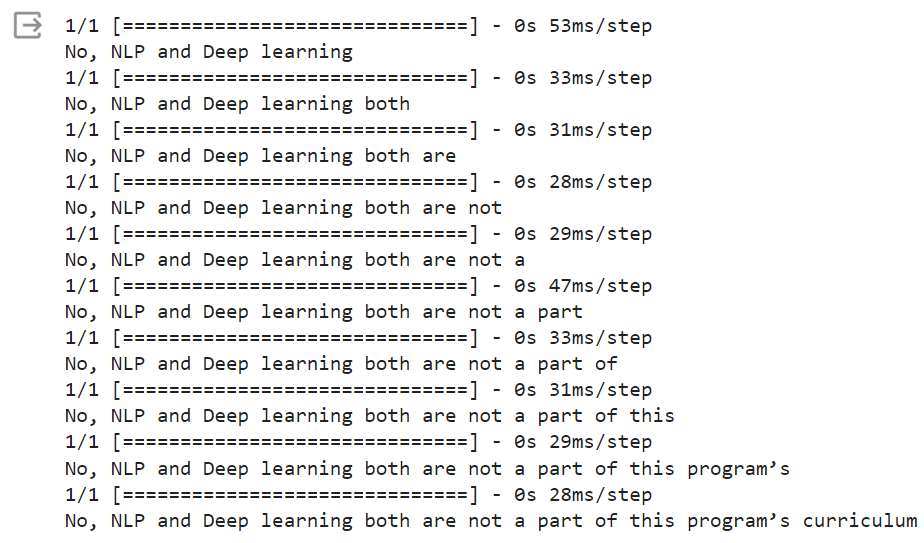 1/1 [==============================] - 0s 53ms/step
No, NLP and Deep learning
1/1 [==============================] - 0s 33ms/step
No, NLP and Deep learning both
1/1 [==============================] - 0s 31ms/step
No, NLP and Deep learning both are
1/1 [==============================] - 0s 28ms/step
No, NLP and Deep learning both are not
1/1 [==============================] - 0s 29ms/step
No, NLP and Deep learning both are not a
1/1 [==============================] - 0s 47ms/step
No, NLP and Deep learning both are not a part
1/1 [==============================] - 0s 33ms/step
No, NLP and Deep learning both are not a part of
1/1 [==============================] - 0s 31ms/step
No, NLP and Deep learning both are not a part of this
1/1 [==============================] - 0s 29ms/step
No, NLP and Deep learning both are not a part of this program’s
1/1 [==============================] - 0s 28ms/step
No, NLP and Deep learning both are not a part of this program’s curriculum